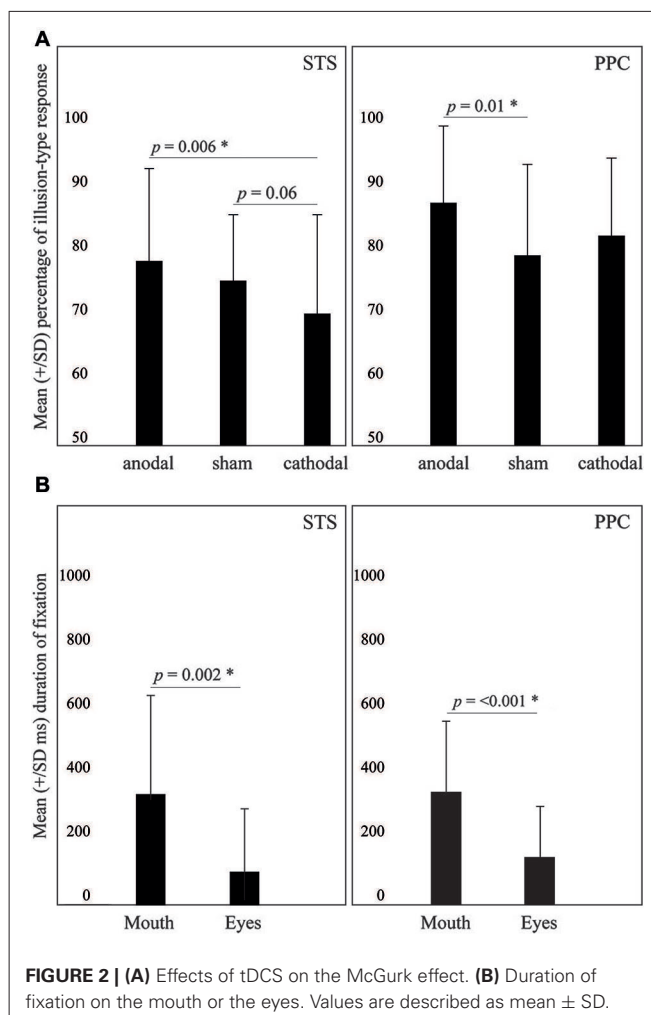 A
STS
PPC
Mean (+/SD) percentage of illusion-type response
100
90
80
70
60
50
p = 0.006 *
p = 0.06
anodal sham cathodal
100
90
80
70
60
50
p = 0.01 *
anodal sham cathodal
B
STS
PPC
Mean (+/SD ms) duration of fixation
1000
800
600
400
200
0
p = 0.002 *
Mouth Eyes
1000
800
600
400
200
0
p = <0.001 *
Mouth Eyes
FIGURE 2 | (A) Effects of tDCS on the McGurk effect. (B) Duration of
fixation on the mouth or the eyes. Values are described as mean ± SD.